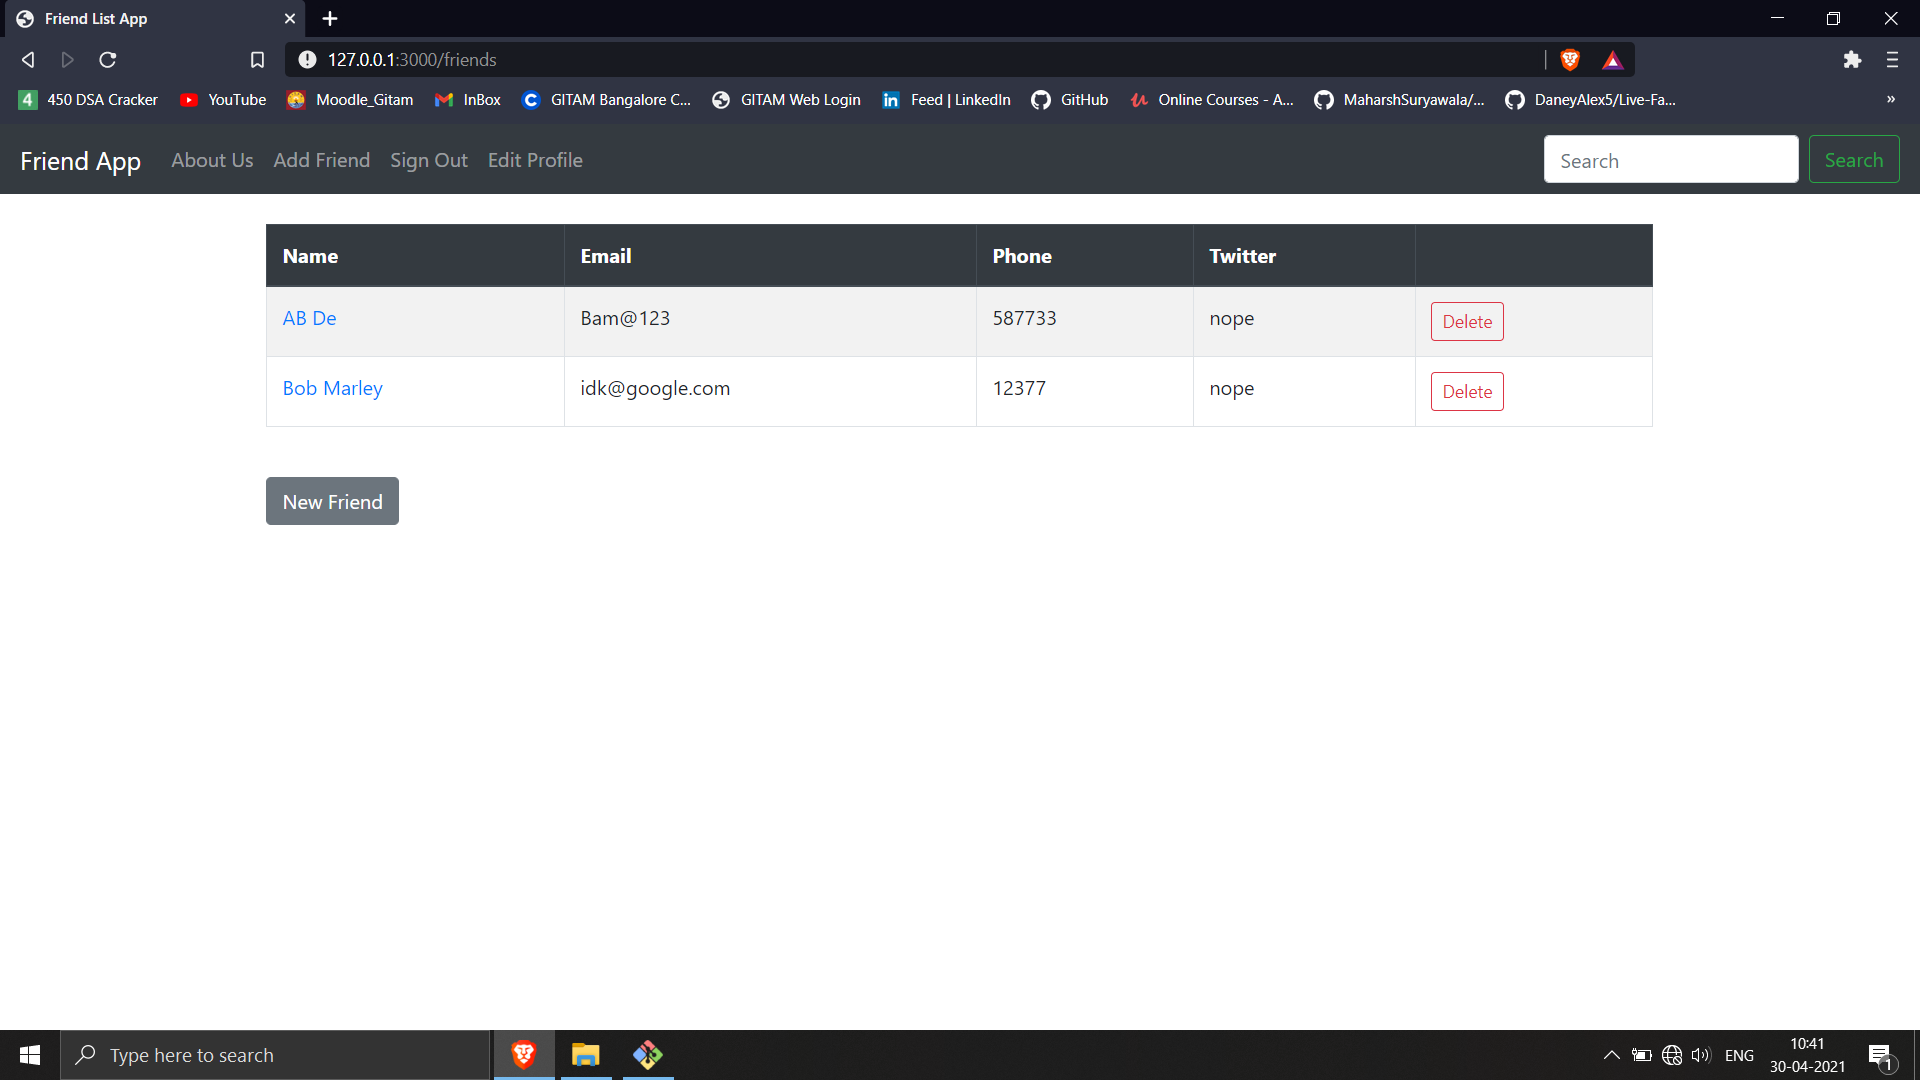 Friend List App
127.0.0.1:3000/friends
4 450 DSA Cracker YouTube Moodle_Gitam InBox C GITAM Bangalore C... GITAM Web Login in Feed | LinkedIn GitHub Online Courses - A... MaharshSuryawala/... DaneyAlex5/Live-Fa... »
Friend App About Us Add Friend Sign Out Edit Profile Search Search
Name Email Phone Twitter
AB De Bam@123 587733 nope Delete
Bob Marley idk@google.com 12377 nope Delete
New Friend
Type here to search
ENG
10:41
30-04-2021
1